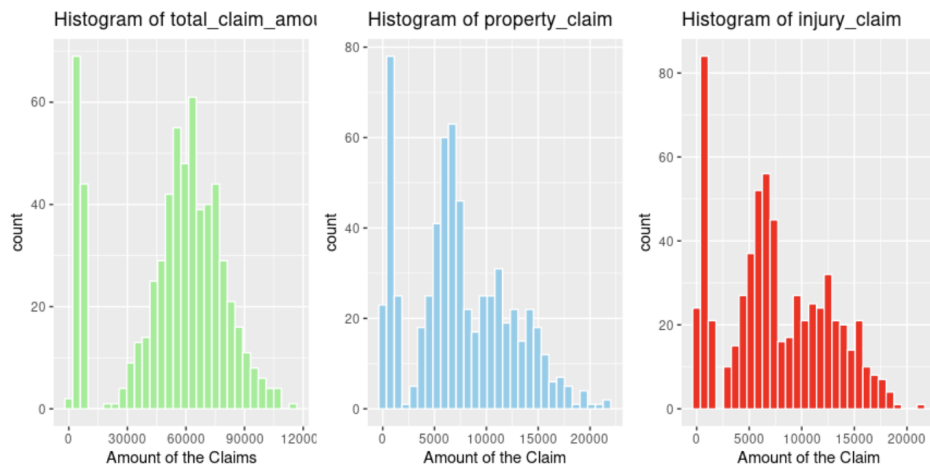 Histogram of total_claim_amou
count
60
40
20
0
0 30000 60000 90000 12000
Amount of the Claims
Histogram of property_claim
count
80
60
40
20
0
0 5000 10000 15000 20000
Amount of the Claim
Histogram of injury_claim
count
80
60
40
20
0
0 5000 10000 15000 20000
Amount of the Claim